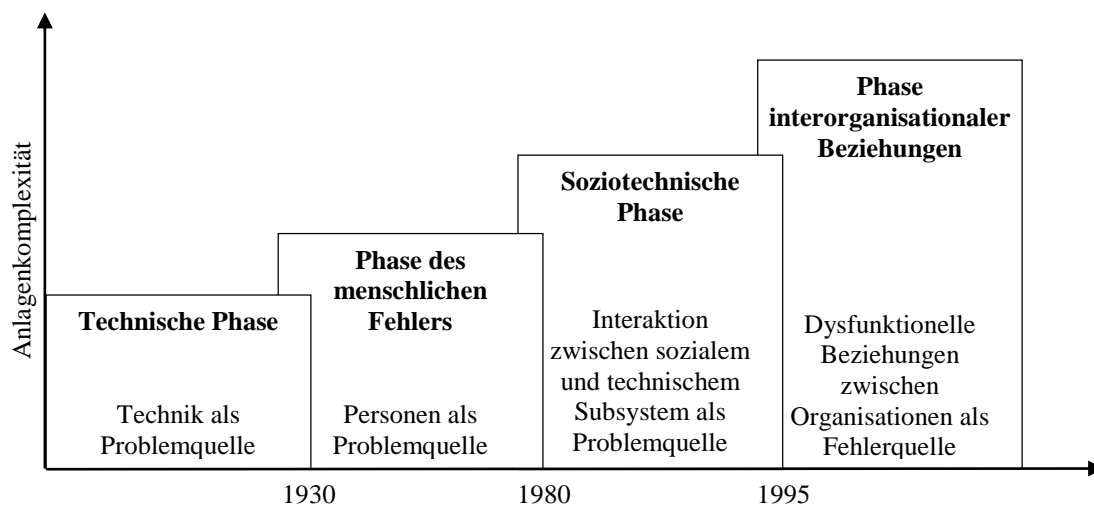 Anlagenkomplexität
Technische Phase
Technik als
Problemquelle
Phase des
menschlichen
Fehlers
Personen als
Problemquelle
Soziotechnische
Phase
Interaktion
zwischen sozialem
und technischem
Subsystem als
Problemquelle
Phase
interorganisationaler
Beziehungen
Dysfunktionelle
Beziehungen
zwischen
Organisationen als
Fehlerquelle
1930
1980
1995